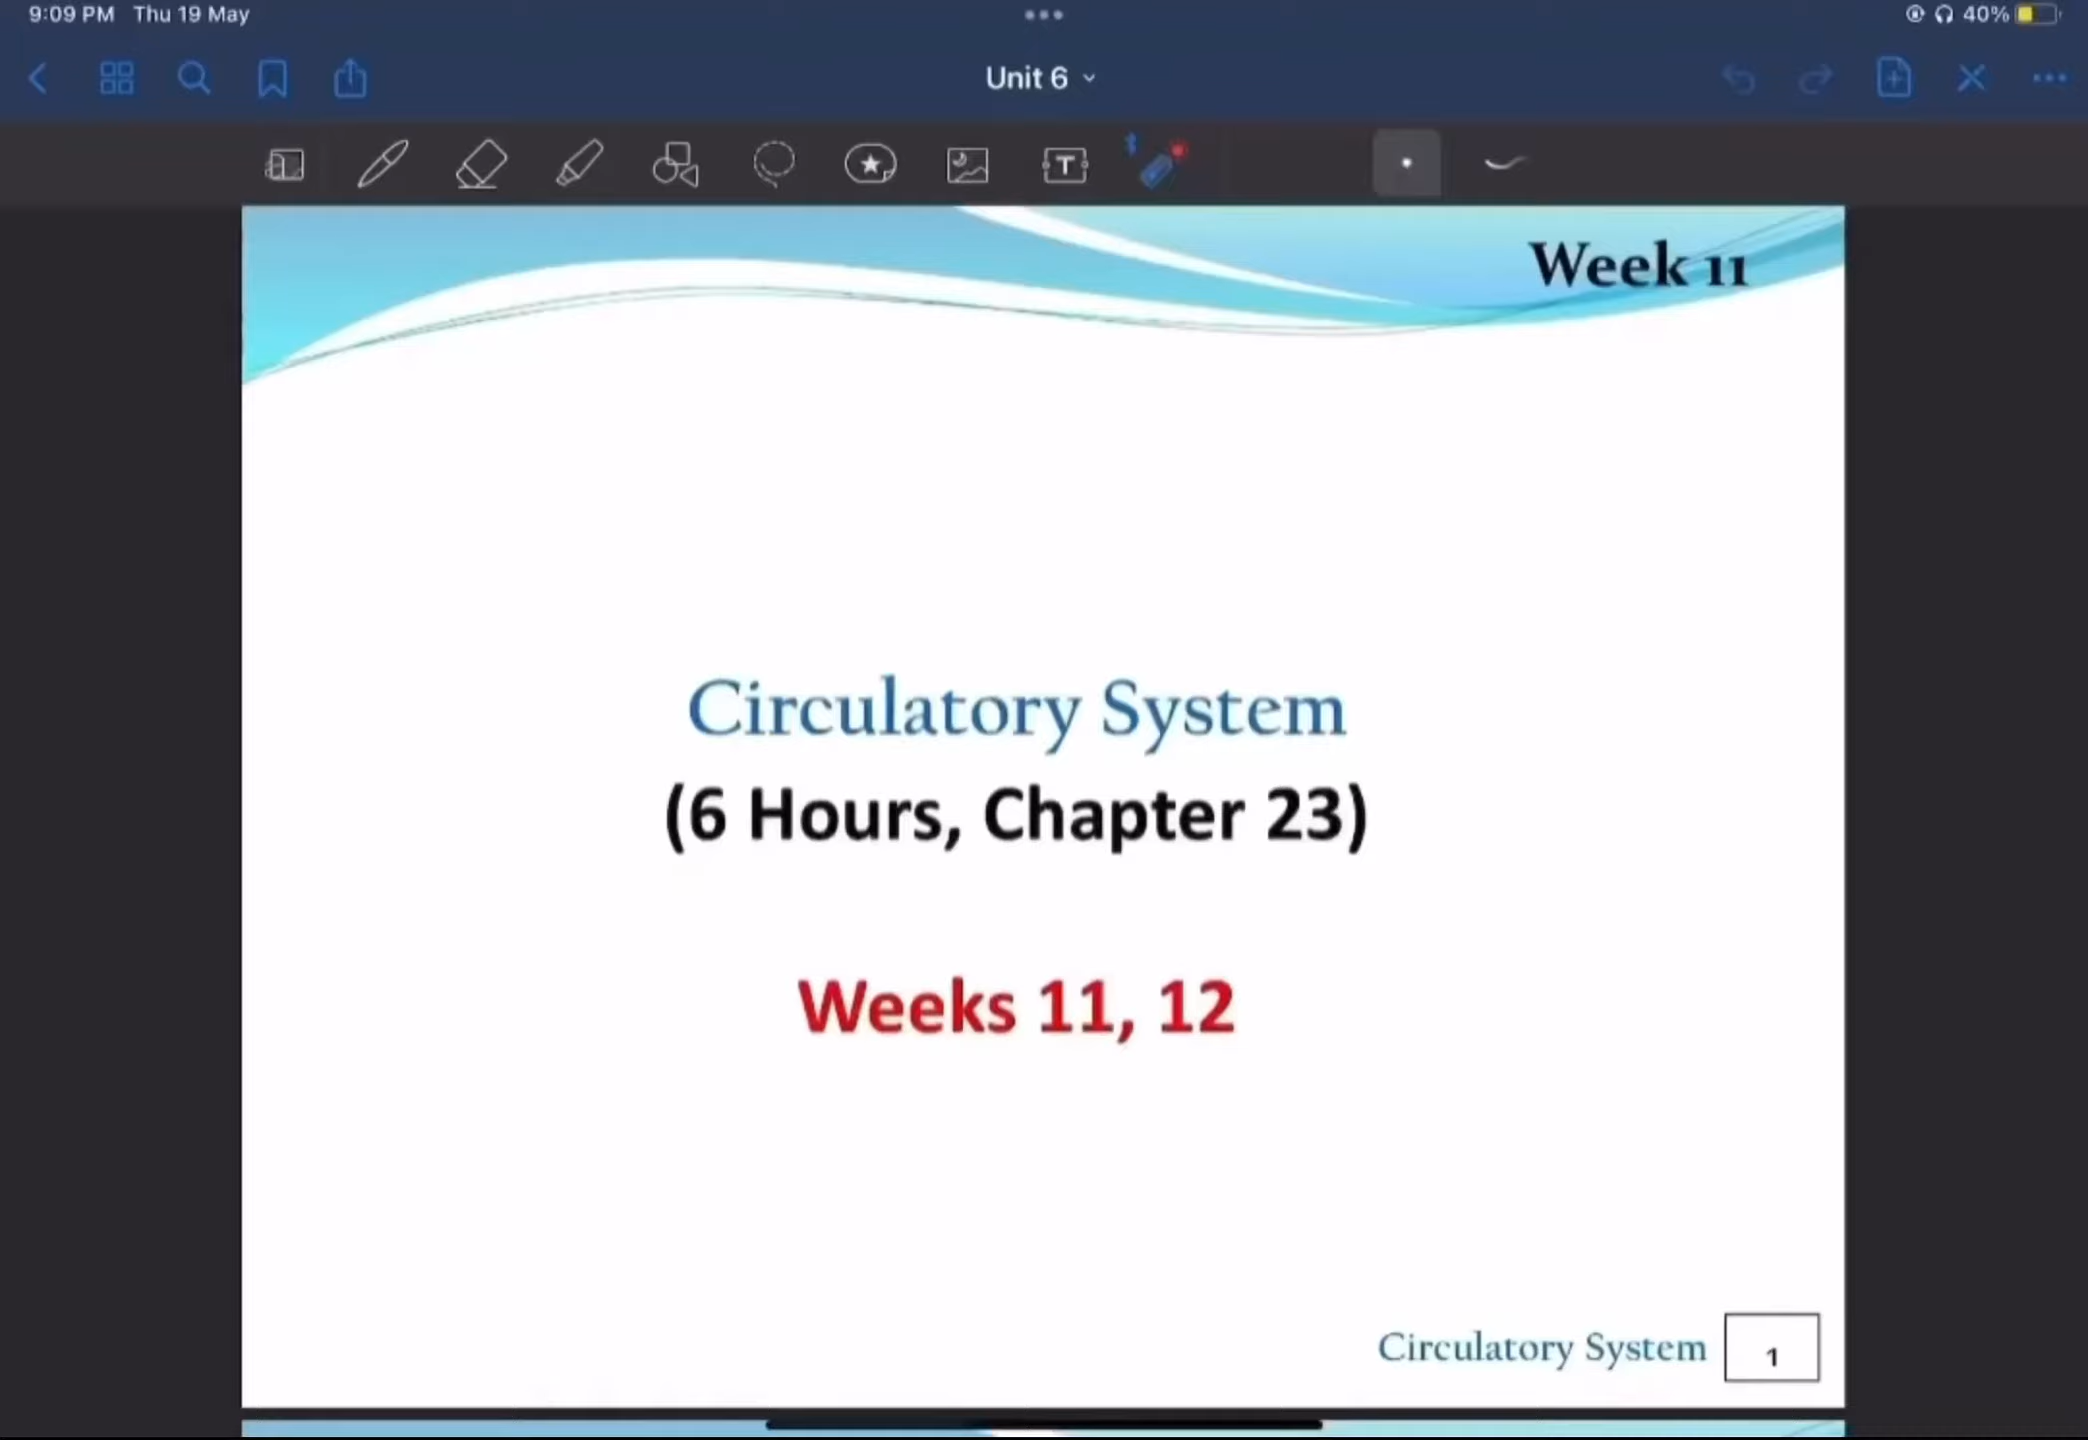 9:09 PM Thu 19 May
40%
Unit 6
T
Week 11
Circulatory System
(6 Hours, Chapter 23)
Weeks 11, 12
Circulatory System 1